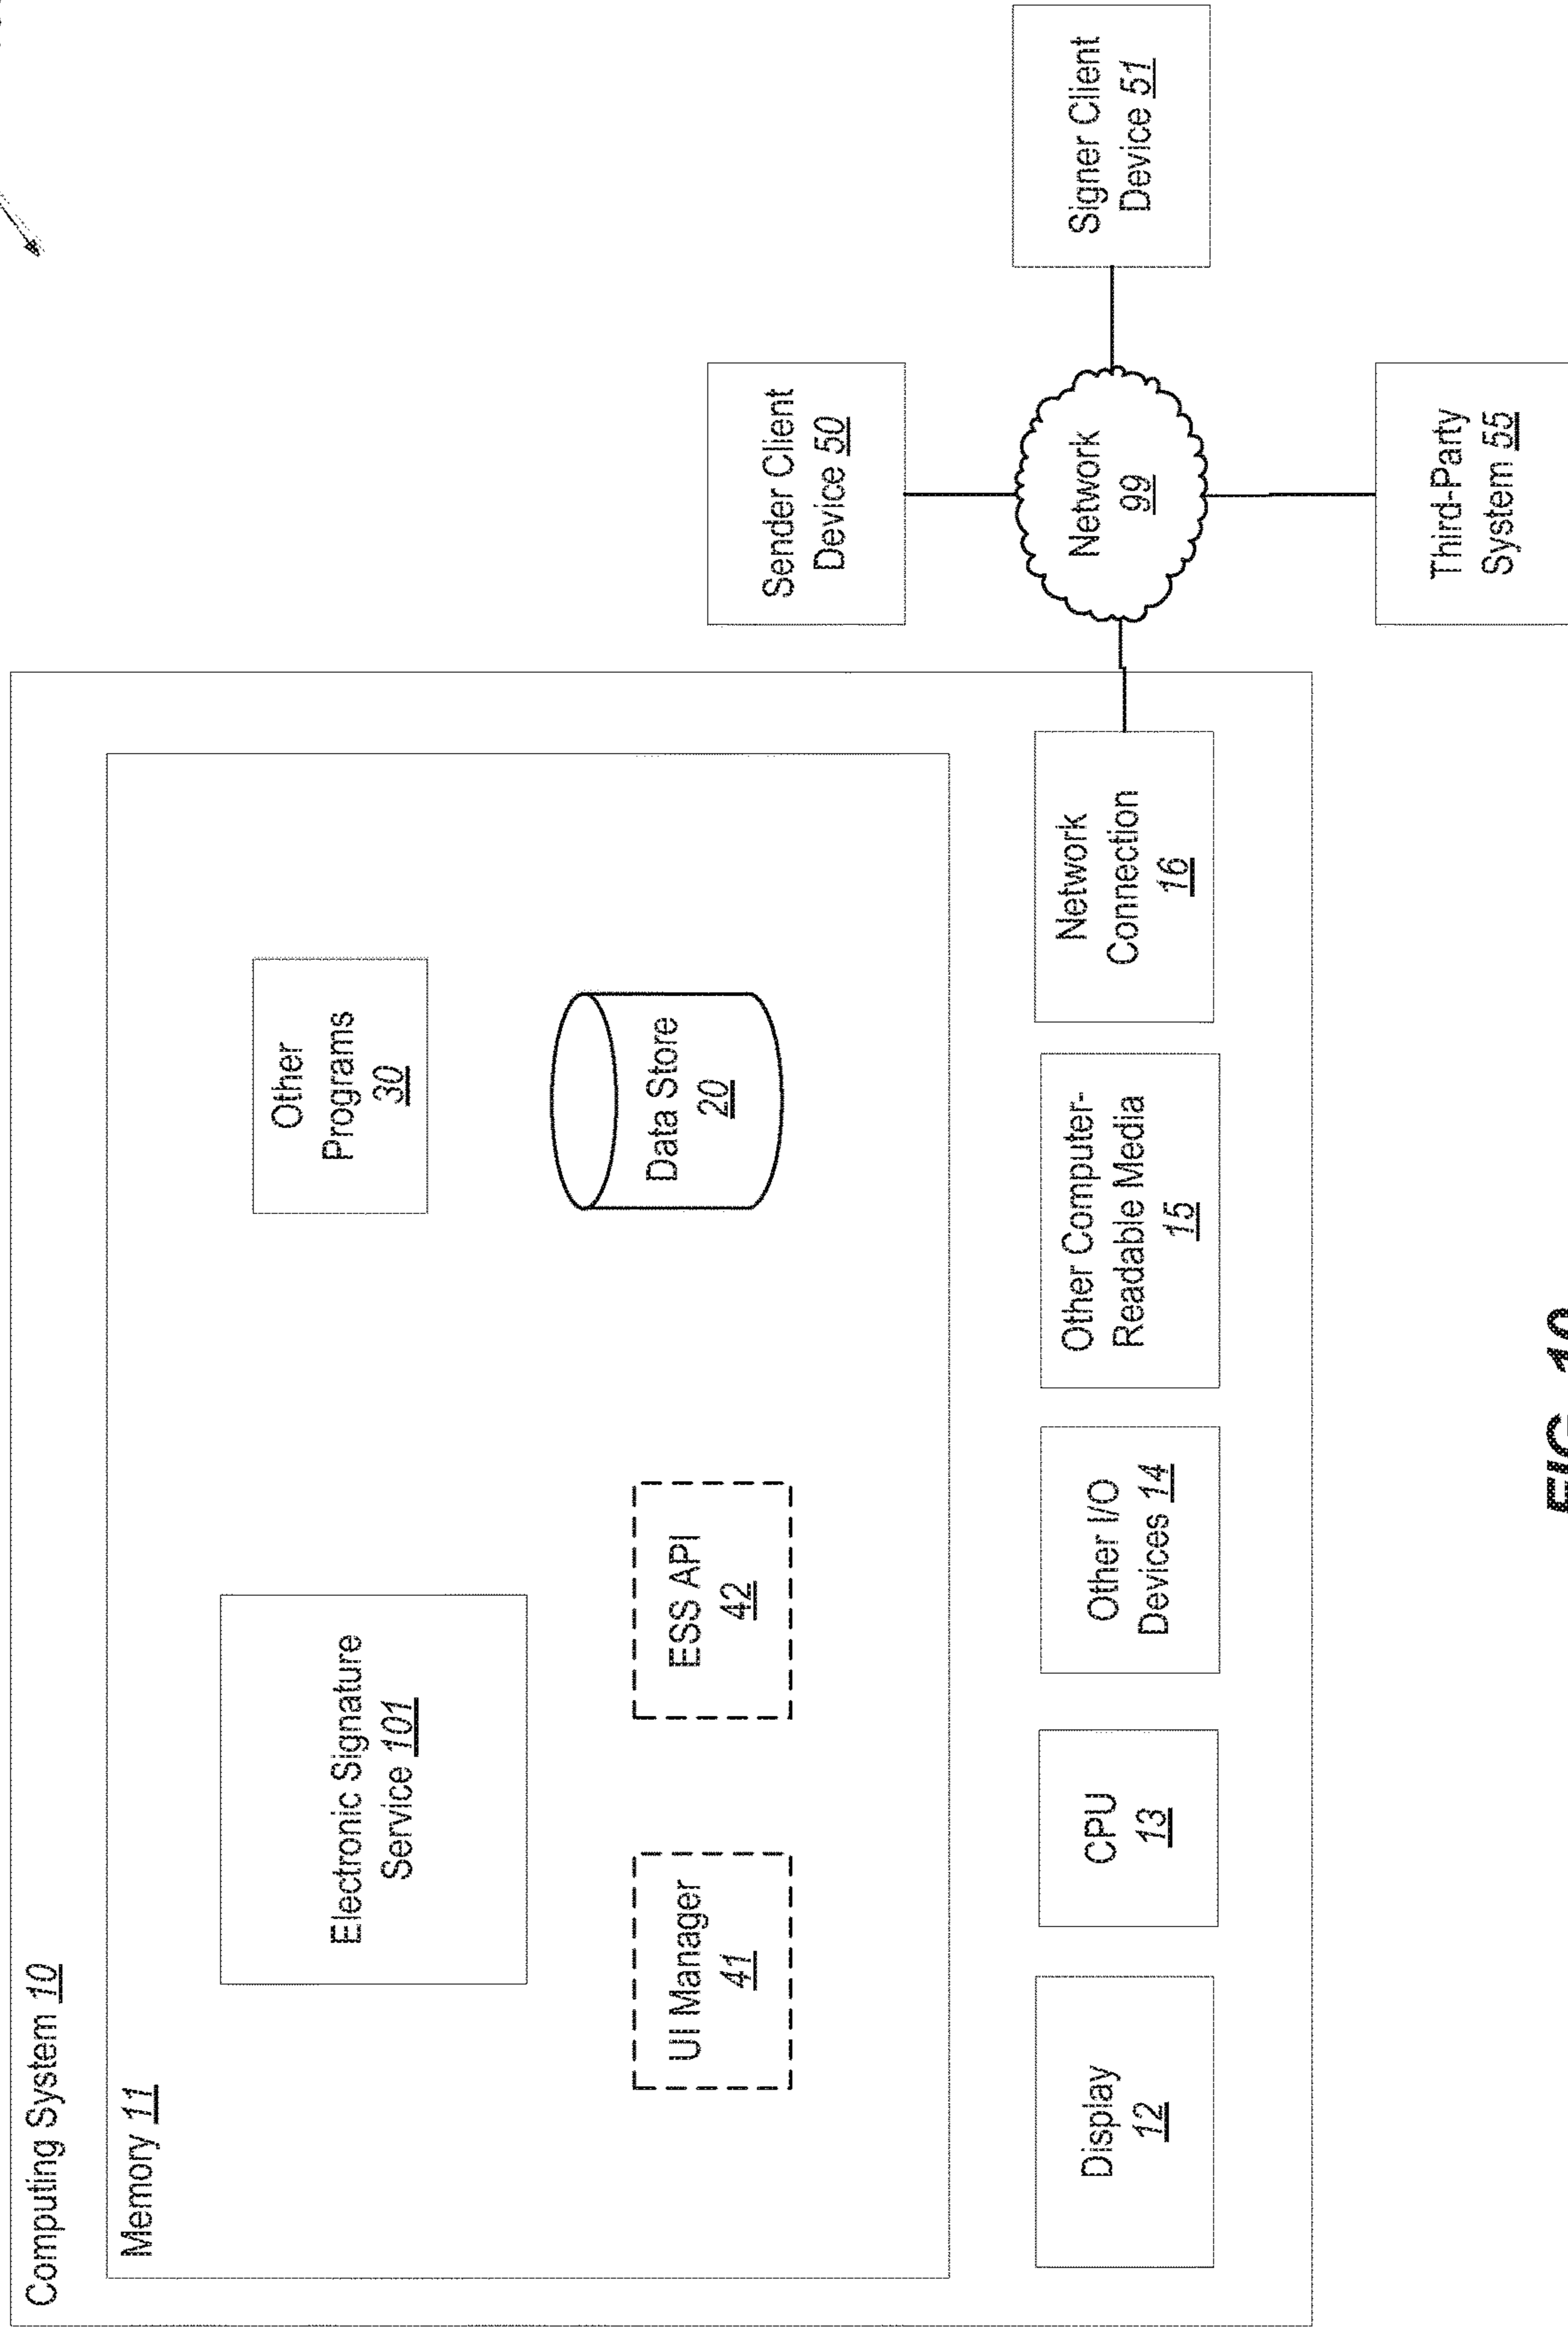 Computing System 10
Memory 11
Electronic Signature
Service 101
Other
Programs
30
UI Manager
41
ESS API
42
Data Store
20
Display
12
CPU
13
Other I/O
Devices 14
Other Computer-
Readable Media
15
Network
Connection
16
Sender Client
Device 50
Network
99
Signer Client
Device 51
Third-Party
System 55
FIG.